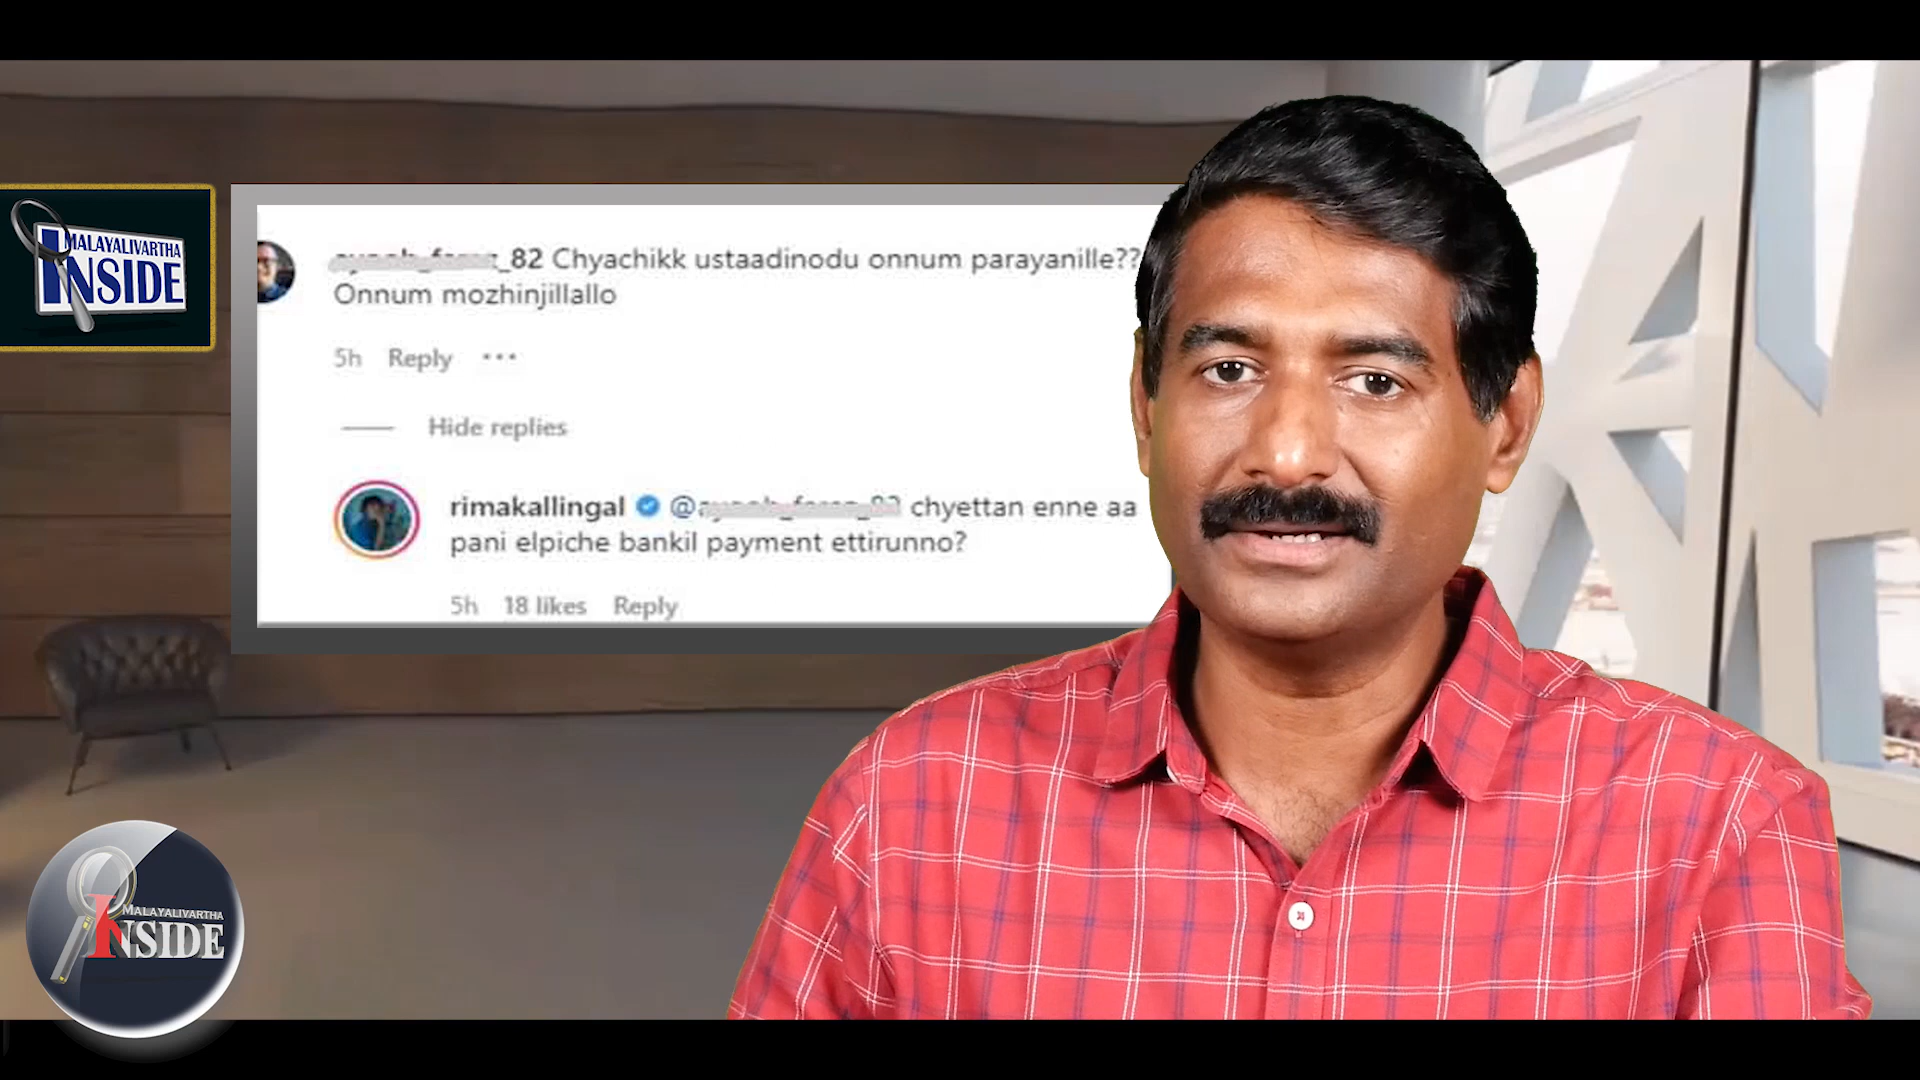 MALAYALIVARTHA
INSIDE
_82 Chyachikk ustaadinodu onnum parayanille??
Onnum mozhinjillallo
5h Reply •••
Hide replies
rimakallingal @ chyettan enne aa
pani elpiche bankil payment ettirunno?
5h 18 likes Reply
MALAYALIVARTHA
INSIDE